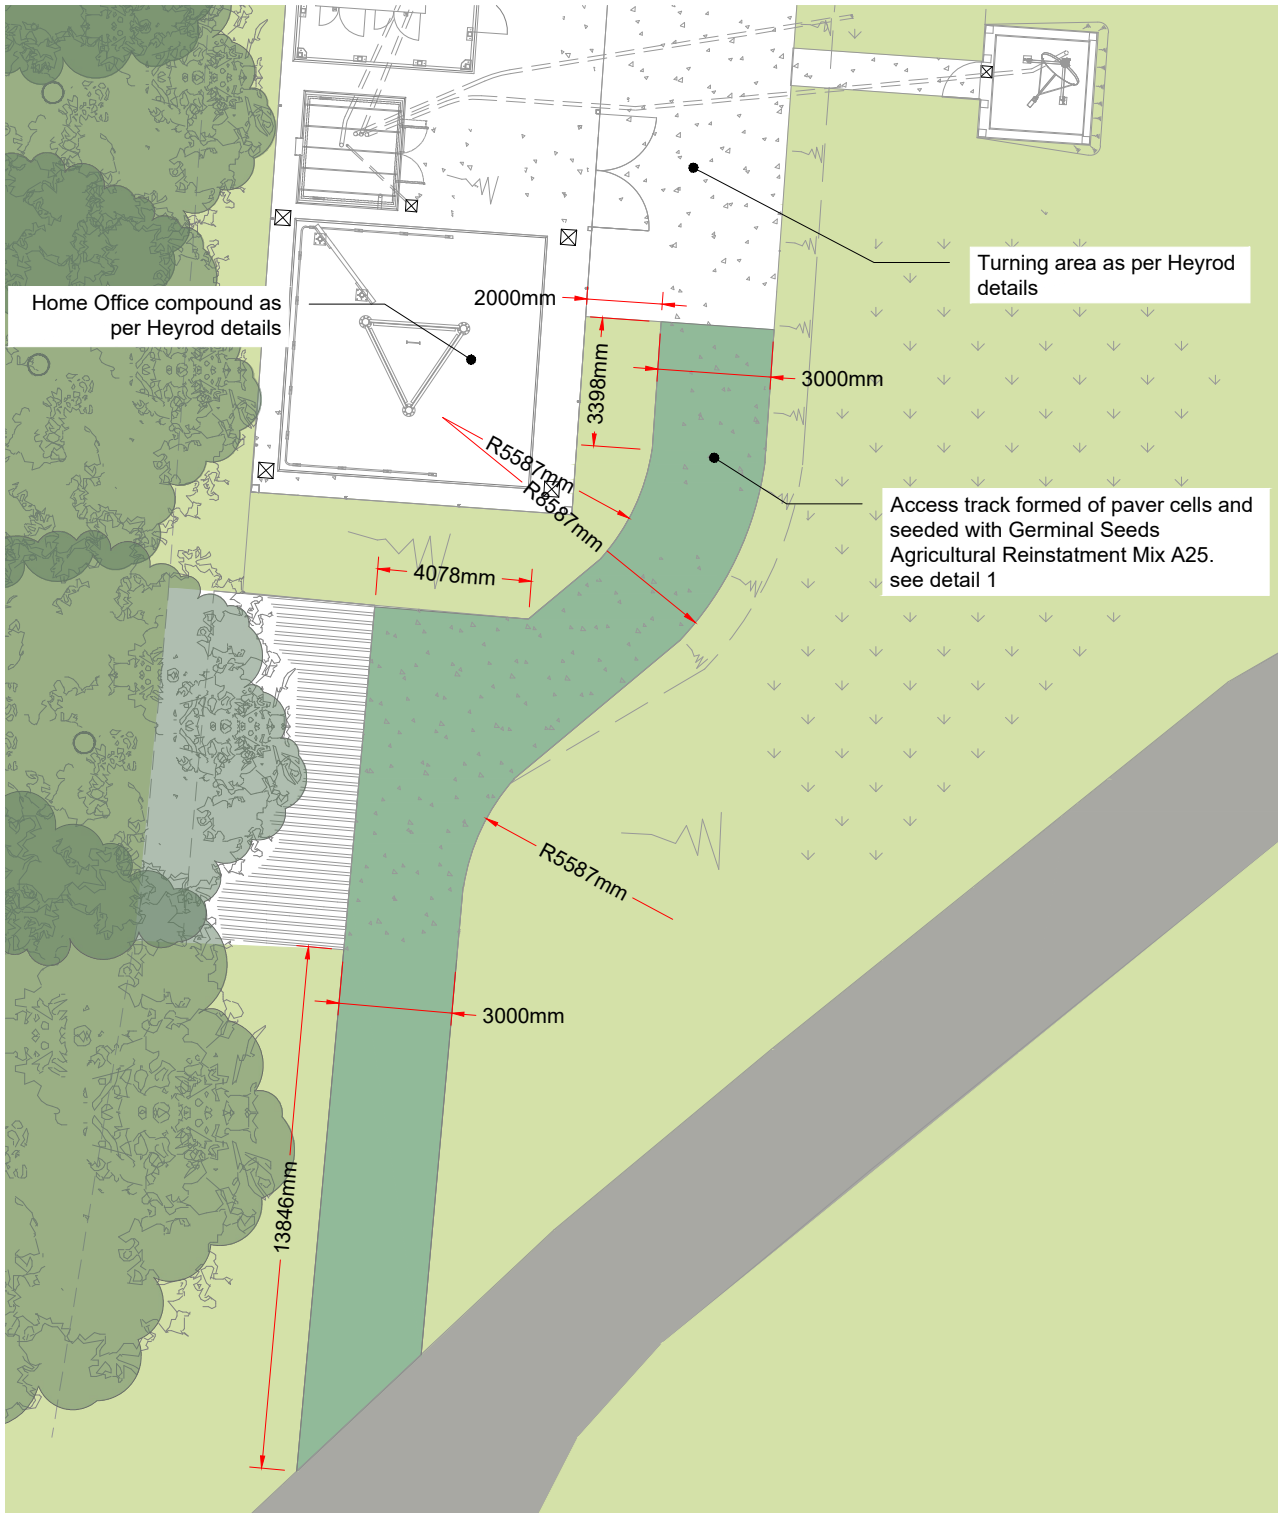 Turning area as per Heyrod
details
Home Office compound as
per Heyrod details
2000mm
3398mm
3000mm
R5587mm
R8587mm
Access track formed of paver cells and
seeded with Germinal Seeds
Agricultural Reinstatment Mix A25.
see detail 1
4078mm
R5587mm
3000mm
13846mm